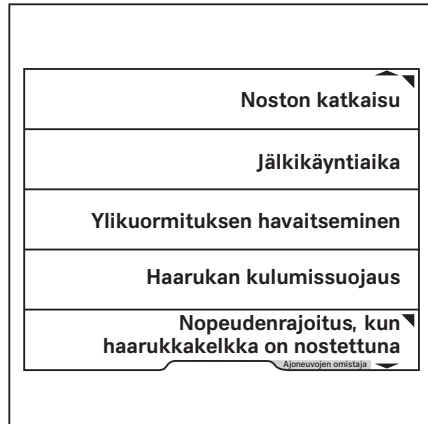 Noston katkaisu
Jälkikäyntiaika
Ylikuormituksen havaitseminen
Haarukan kulumissuojaus
Nopeudenrajoitus, kun
haarukkakelkka on nostettuna
Ajoneuvojen omistaja